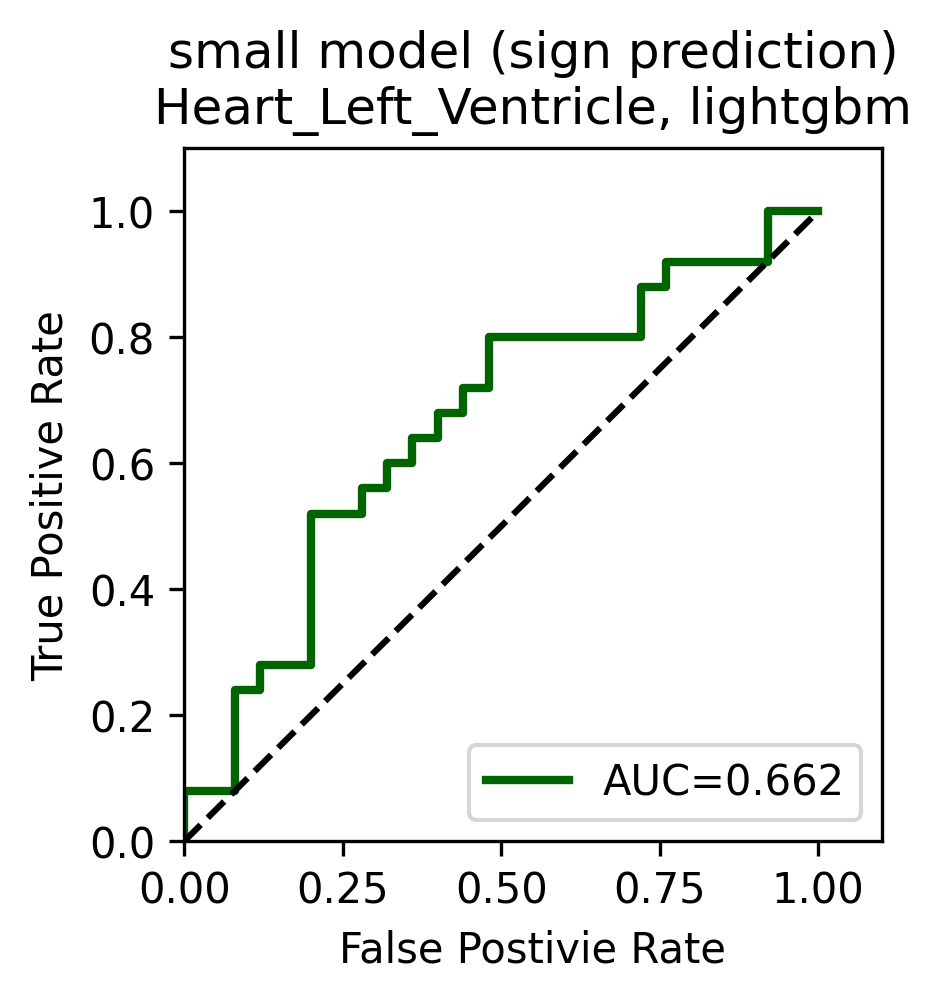 small model (sign prediction)
Heart_Left_Ventricle, lightgbm
1.0
0.8
0.6
0.4
0.2
0.0
True Positive Rate
AUC=0.662
0.00 0.25 0.50 0.75 1.00
False Postivie Rate